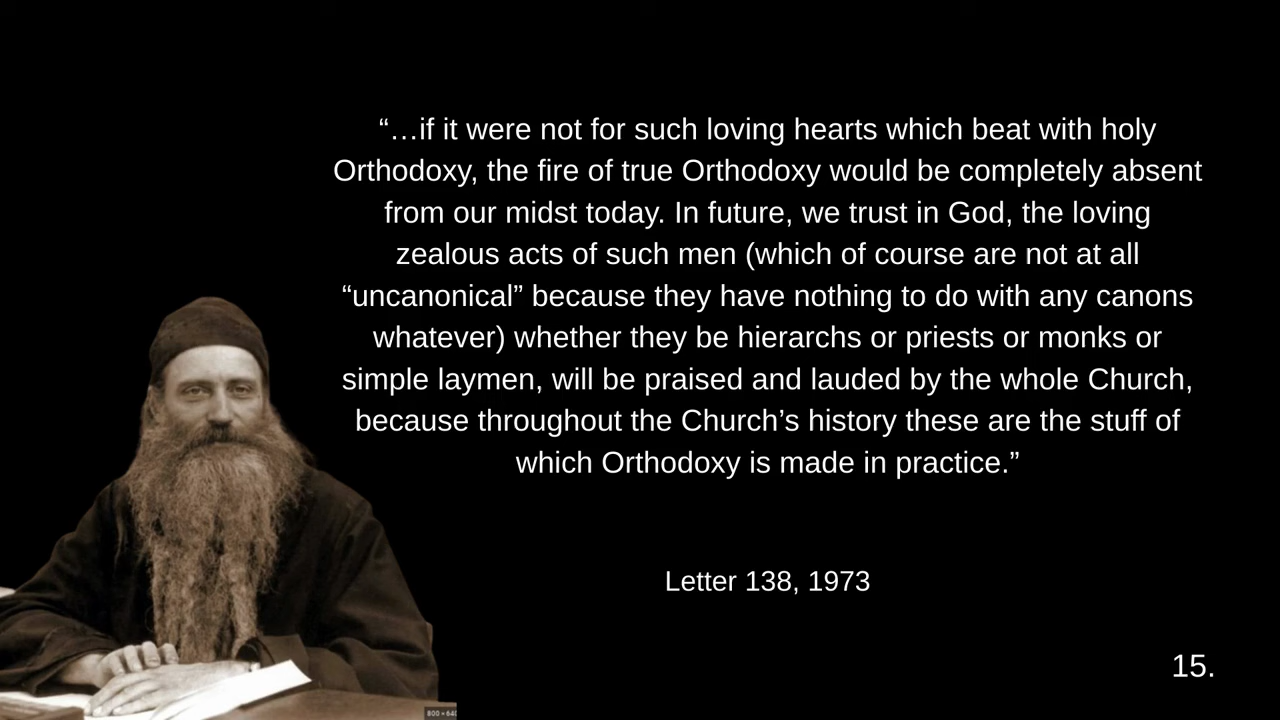 “…if it were not for such loving hearts which beat with holy
Orthodoxy, the fire of true Orthodoxy would be completely absent
from our midst today. In future, we trust in God, the loving
zealous acts of such men (which of course are not at all
“uncanonical” because they have nothing to do with any canons
whatever) whether they be hierarchs or priests or monks or
simple laymen, will be praised and lauded by the whole Church,
because throughout the Church’s history these are the stuff of
which Orthodoxy is made in practice.”
Letter 138, 1973
15.